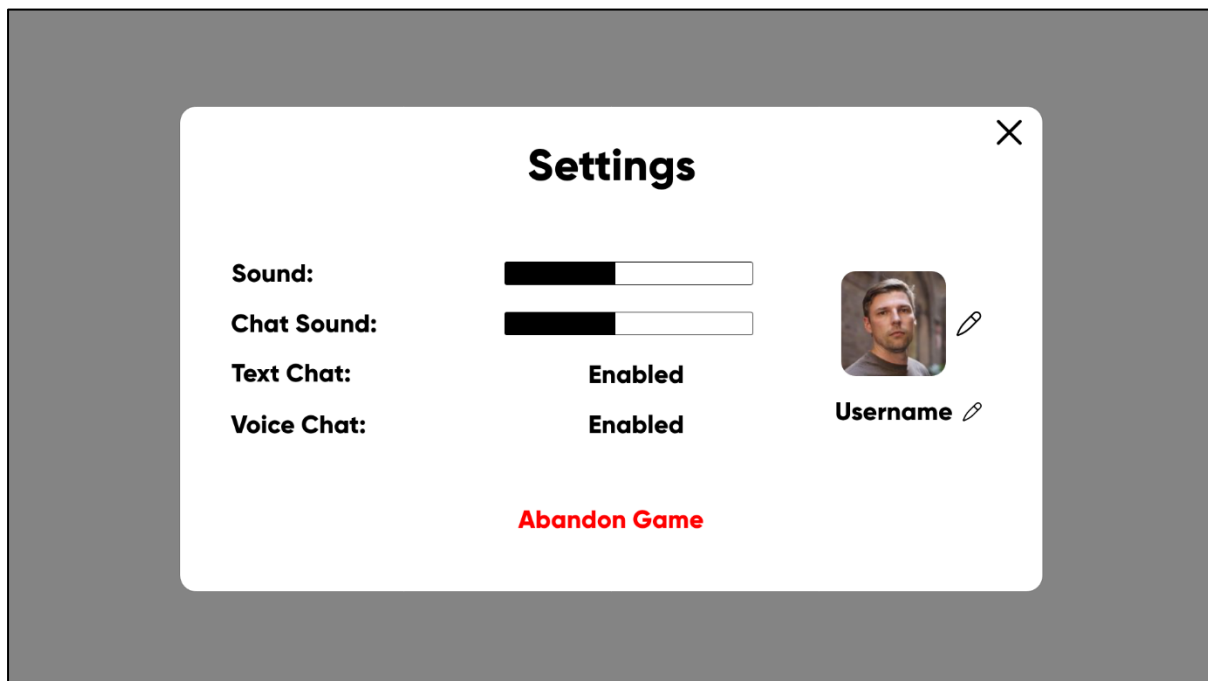 Settings
Sound:
Chat Sound:
Text Chat: Enabled
Voice Chat: Enabled
Username
Abandon Game